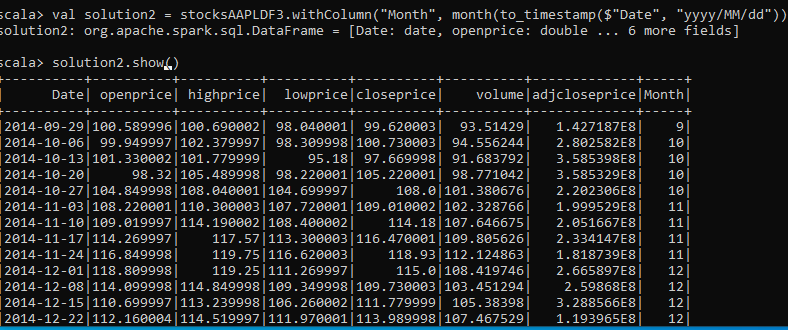 scala> val solution2 = stocksAAPLDF3.withColumn("Month", month(to_timestamp($"Date", "yyyy/MM/dd"))
solution2: org.apache.spark.sql.DataFrame = [Date: date, openprice: double ... 6 more fields]
scala> solution2.show()
+----------+----------+----------+----------+----------+----------+-------------+-----+
|      Date| openprice| highprice|  lowprice|closeprice|    volume|adjcloseprice|Month|
+----------+----------+----------+----------+----------+----------+-------------+-----+
|2014-09-29|100.589996|100.690002| 98.040001| 99.620003|  93.51429|   1.427187E8|    9|
|2014-10-06| 99.949997|102.379997| 98.309998|100.730003| 94.556244|   2.802582E8|   10|
|2014-10-13|101.330002|101.779999|     95.18| 97.669998| 91.683792|   3.585398E8|   10|
|2014-10-20|     98.32|105.489998| 98.220001|105.220001| 98.771042|   3.585329E8|   10|
|2014-10-27|104.849998|108.040001|104.699997|     108.0|101.380676|   2.202306E8|   10|
|2014-11-03|108.220001|110.300003|107.720001|109.010002|102.328766|   1.999529E8|   11|
|2014-11-10|109.019997|114.190002|108.400002|    114.18|107.646675|   2.051667E8|   11|
|2014-11-17|114.269997|    117.57|113.300003|116.470001|109.805626|   2.334147E8|   11|
|2014-11-24|116.849998|    119.75|116.620003|    118.93|112.124863|   1.818739E8|   11|
|2014-12-01|118.809998|    119.25|111.269997|     115.0|108.419746|   2.665897E8|   12|
|2014-12-08|114.099998|114.849998|109.349998|109.730003|103.451294|    2.59868E8|   12|
|2014-12-15|110.699997|113.239998|106.260002|111.779999| 105.38398|   3.288566E8|   12|
|2014-12-22|112.160004|114.519997|111.970001|113.989998|107.467529|   1.193965E8|   12|